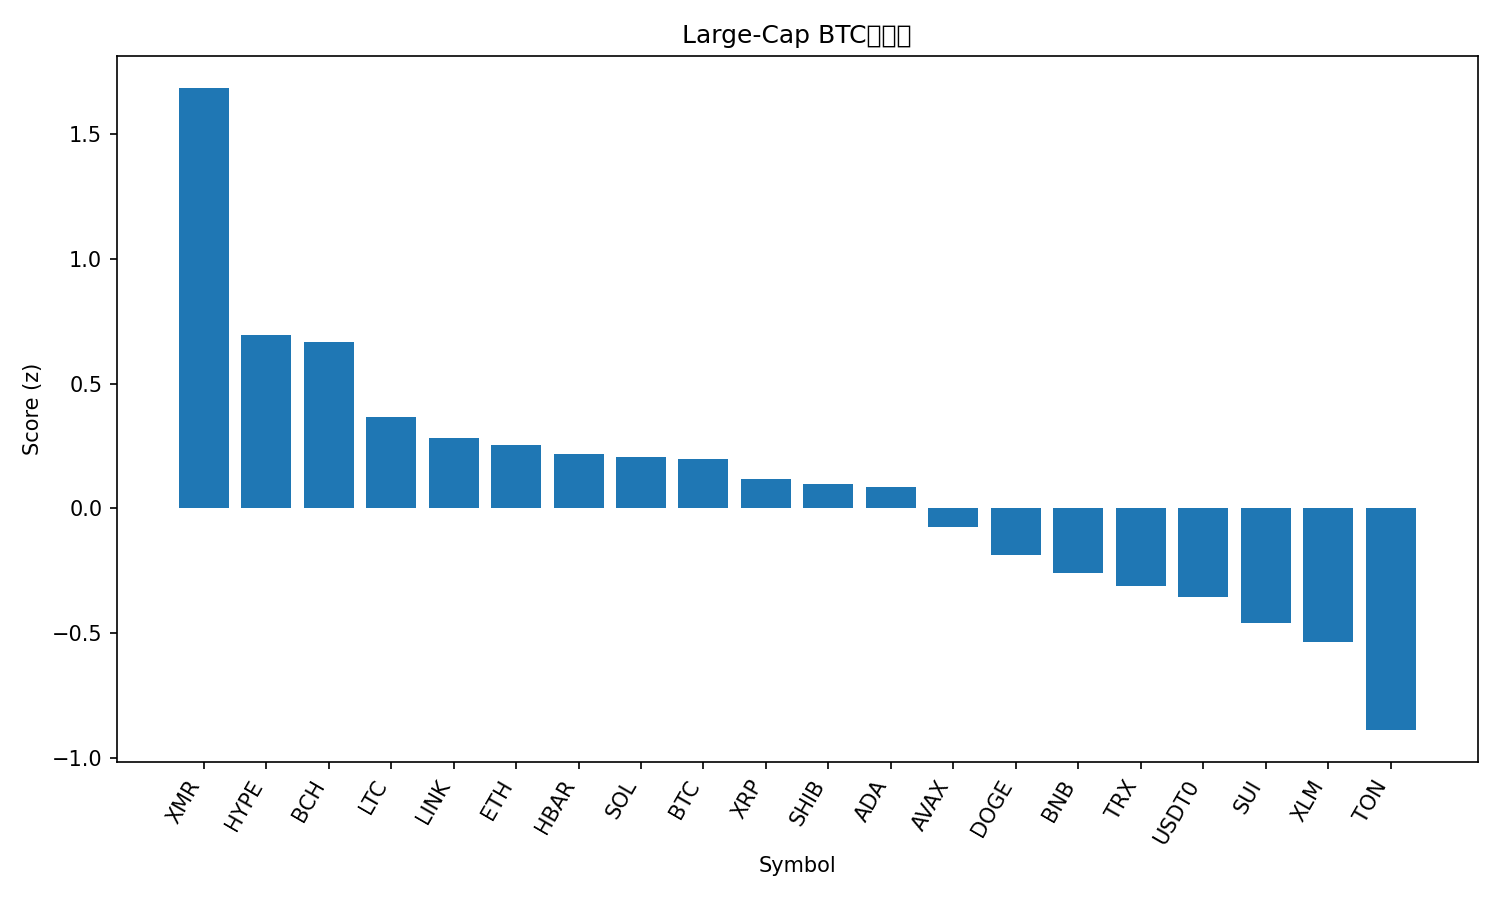 Large-Cap BTC
Score (z)
1.5
1.0
0.5
0.0
−0.5
−1.0
XMR
HYPE
BCH
LTC
LINK
ETH
HBAR
SOL
BTC
XRP
SHIB
ADA
AVAX
DOGE
BNB
TRX
USDT0
SUI
XLM
TON
Symbol